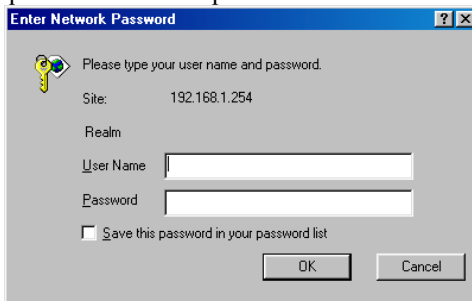 Enter Network Password
Please type your user name and password.
Site: 192.168.1.254
Realm
User Name
Password
Save this password in your password list
OK Cancel